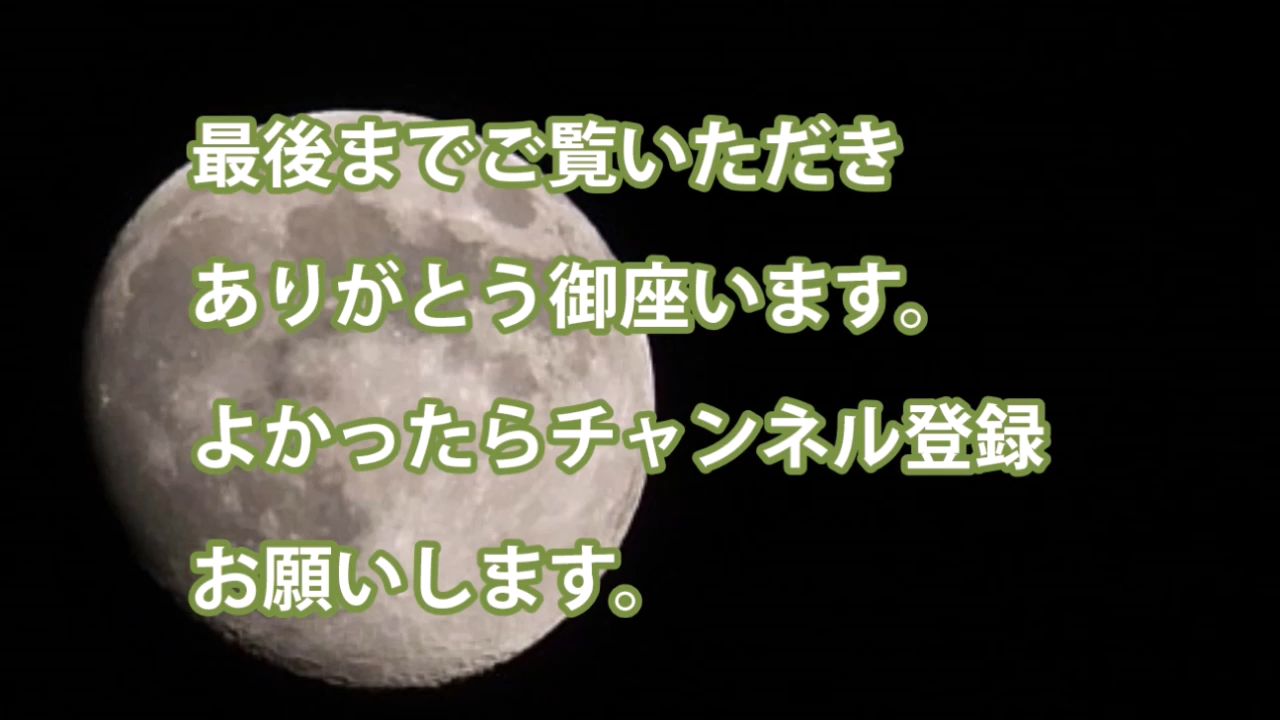 最後までご覧いただき
ありがとう御座います。
よかったらチャンネル登録
お願いします。